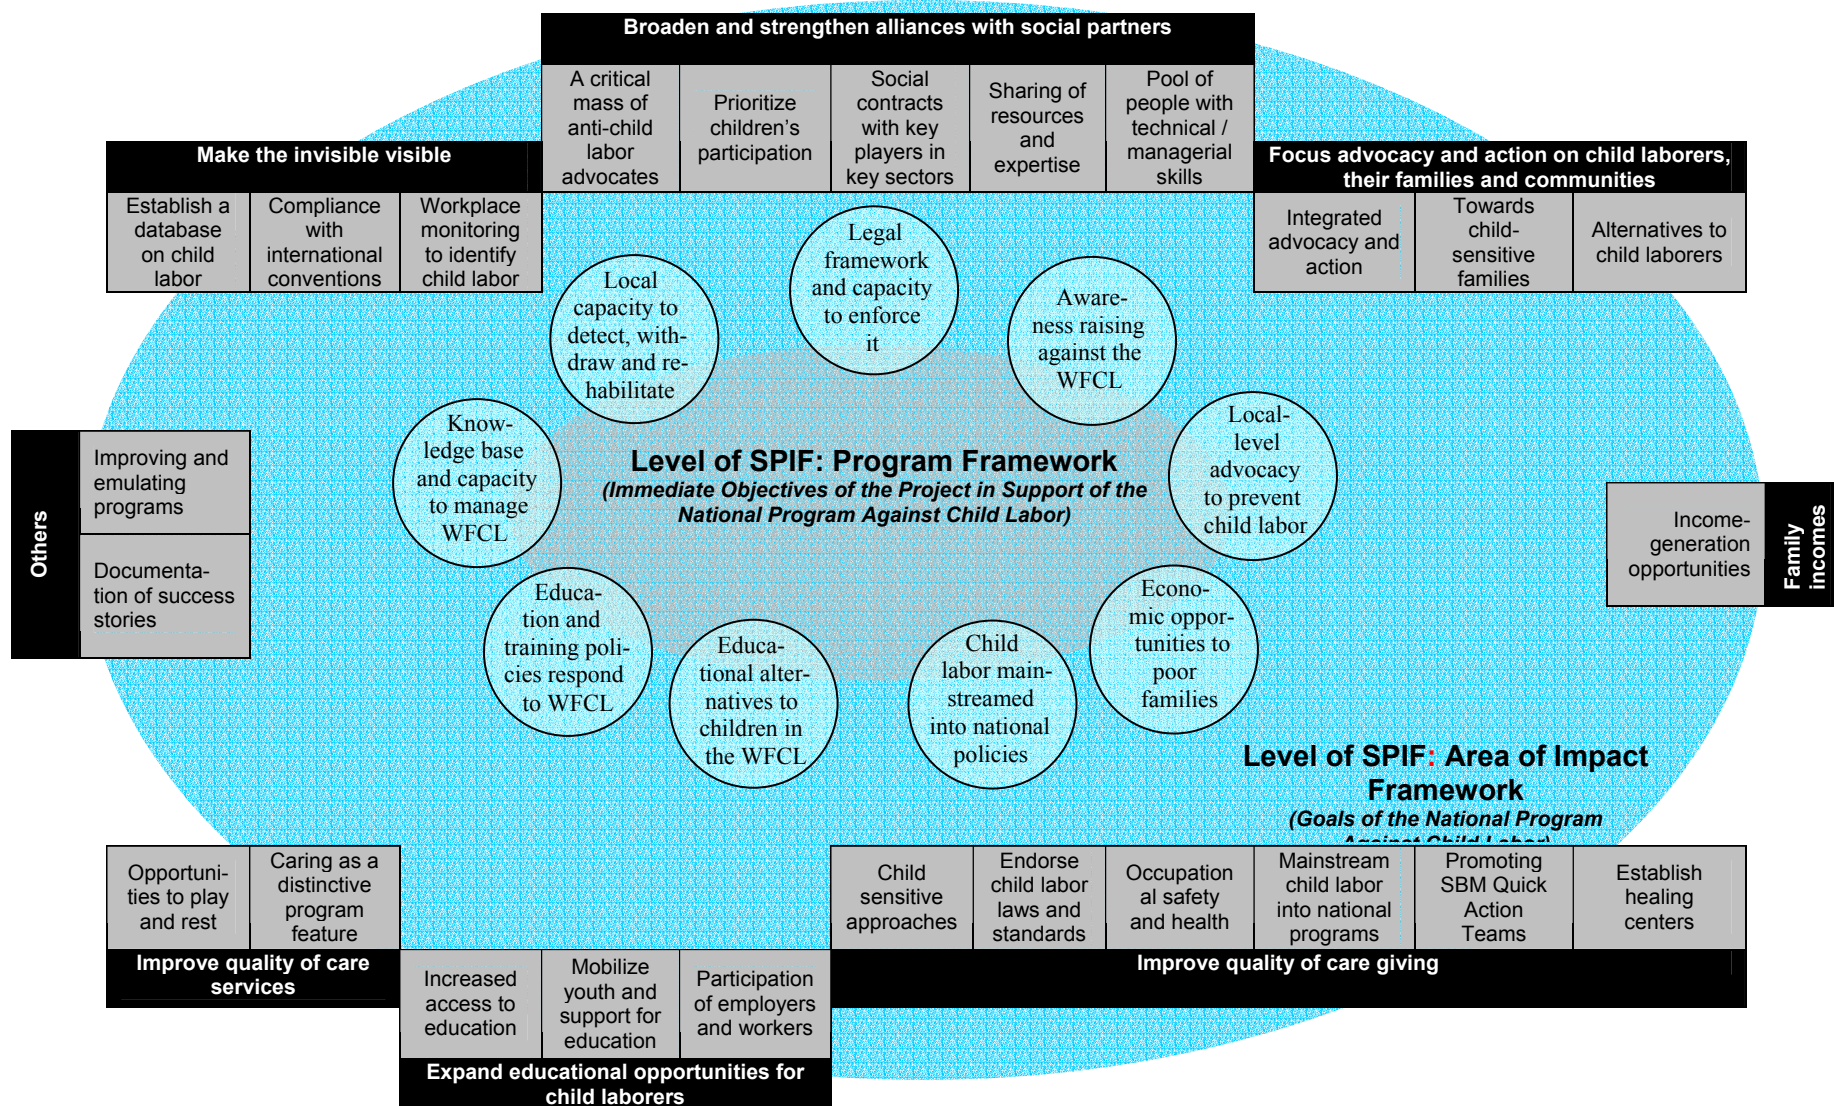 Broaden and strengthen alliances with social partners
A critical
mass of
anti-child
labor
advocates
Prioritize
children’s
participation
Social
contracts
with key
players in
key sectors
Sharing of
resources
and
expertise
Pool of
people with
technical /
managerial
skills
Make the invisible visible
Establish a
database
on child
labor
Compliance
with
international
conventions
Workplace
monitoring
to identify
child labor
Focus advocacy and action on child laborers,
their families and communities
Integrated
advocacy and
action
Towards
child-
sensitive
families
Alternatives to
child laborers
Legal
framework
and capacity
to enforce
it
Local
capacity to
detect, with-
draw and re-
habilitate
Aware-
ness raising
against the
WFCL
Know-
ledge base
and capacity
to manage
WFCL
Local-
level
advocacy
to prevent
child labor
Level of SPIF: Program Framework
(Immediate Objectives of the Project in Support of the
National Program Against Child Labor)
Others
Improving and
emulating
programs
Documenta-
tion of success
stories
Income-
generation
opportunities
Family
incomes
Educa-
tion and
training poli-
cies respond
to WFCL
Educa-
tional alter-
natives to
children in
the WFCL
Child
labor main-
streamed
into national
policies
Econo-
mic oppor-
tunities to
poor
families
Level of SPIF: Area of Impact
Framework
(Goals of the National Program
Against Child Labor)
Opportuni-
ties to play
and rest
Caring as a
distinctive
program
feature
Improve quality of care
services
Increased
access to
education
Mobilize
youth and
support for
education
Participation
of employers
and workers
Expand educational opportunities for
child laborers
Child
sensitive
approaches
Endorse
child labor
laws and
standards
Occupation
al safety
and health
Mainstream
child labor
into national
programs
Promoting
SBM Quick
Action
Teams
Establish
healing
centers
Improve quality of care giving